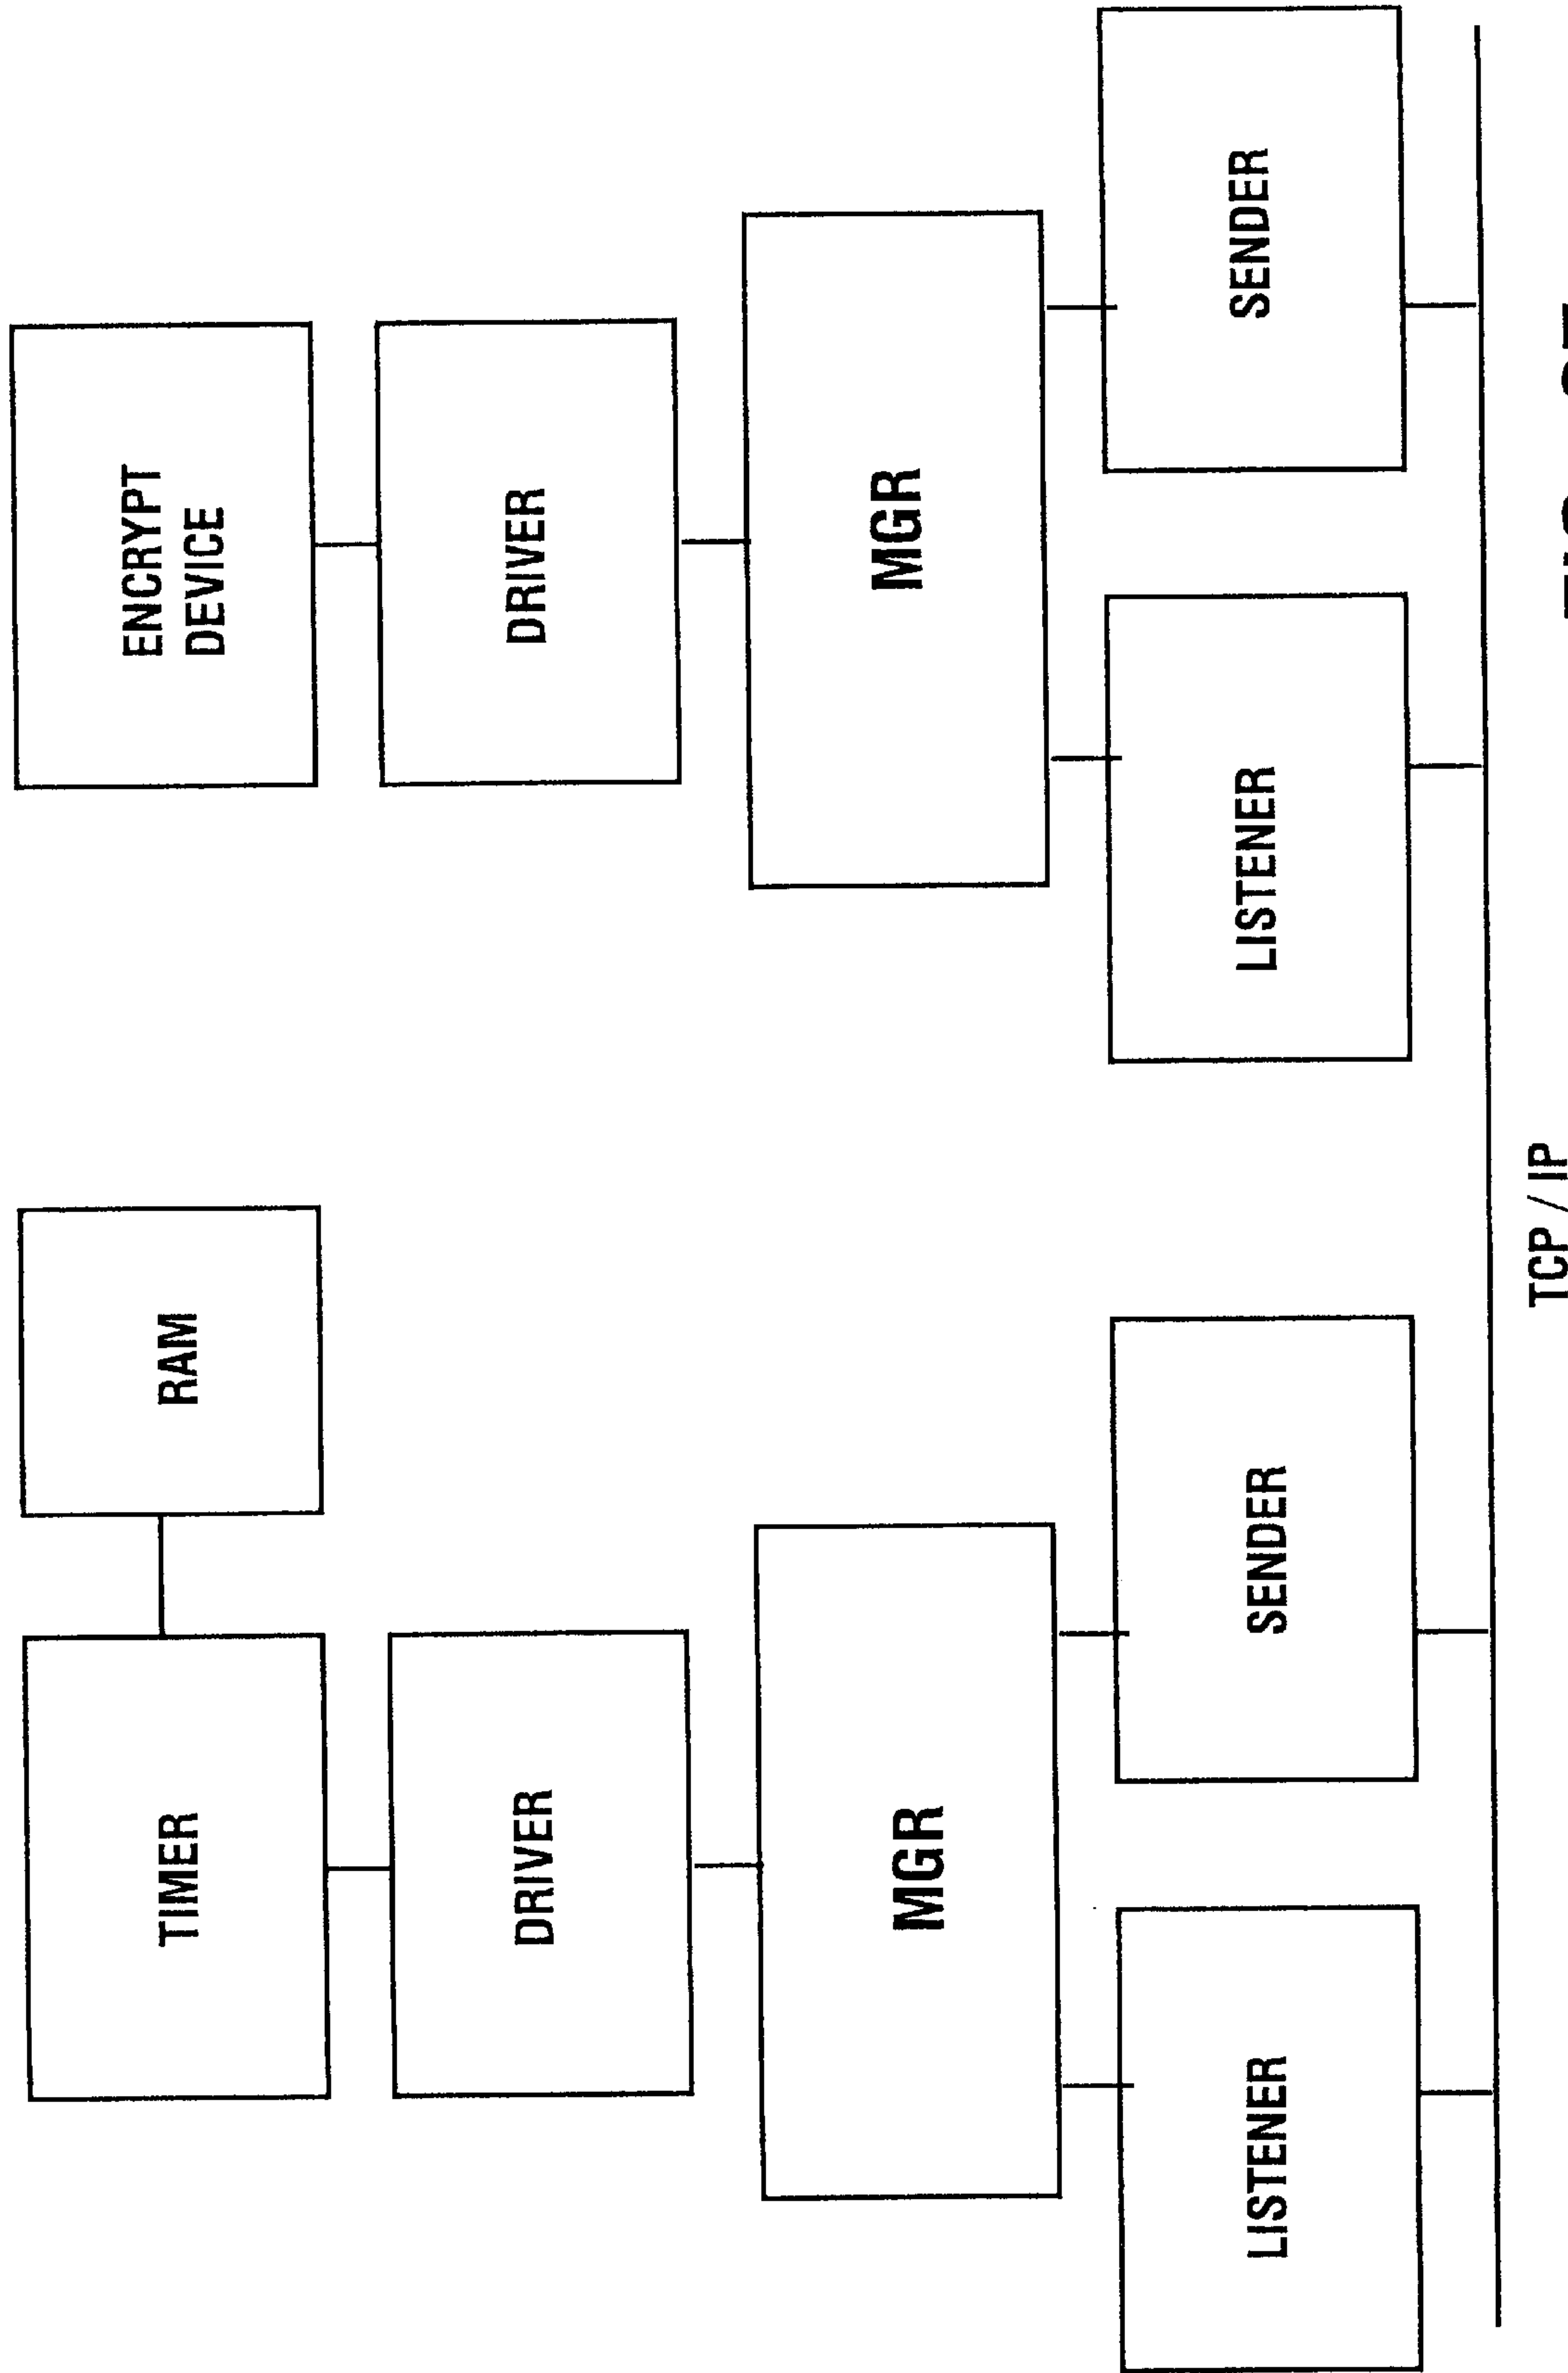 TIMER
RAM
ENCRYPT
DEVICE
DRIVER
DRIVER
MGR
MGR
LISTENER
SENDER
LISTENER
SENDER
TCP / IP